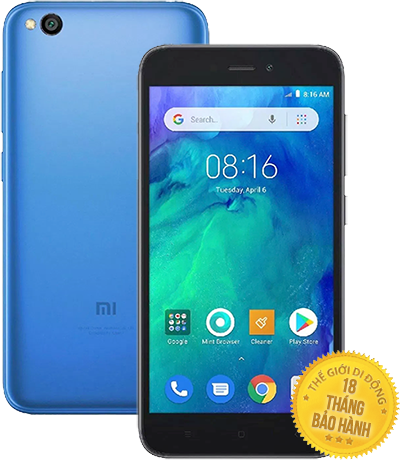 8:16 AM
Search...
08:16
Tuesday, April 6
Google
Mint Browser
Cleaner
Play Store
mi
THẾ GIỚI DI ĐỘNG
18
THÁNG
BẢO HÀNH